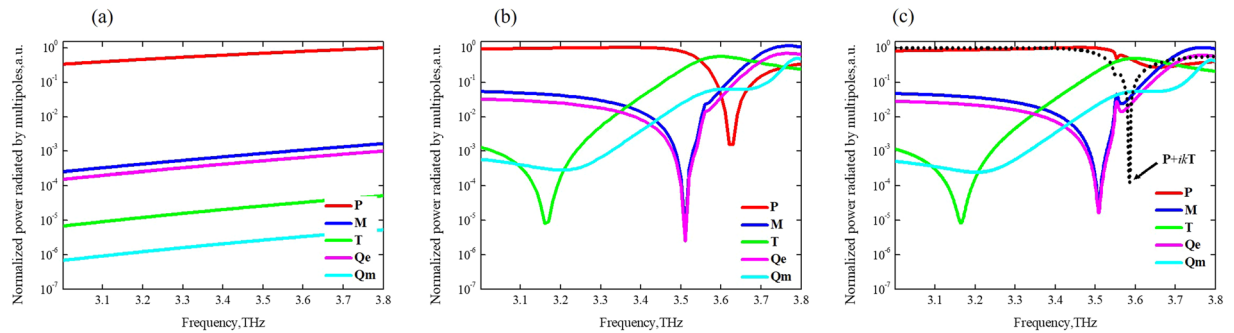 (a)
Normalized power radiated by multipoles,a.u.
10^0
10^-1
10^-2
10^-3
10^-4
10^-5
10^-6
10^-7
P
M
T
Qe
Qm
3.1 3.2 3.3 3.4 3.5 3.6 3.7 3.8
Frequency,THz
(b)
Normalized power radiated by multipoles,a.u.
10^0
10^-1
10^-2
10^-3
10^-4
10^-5
10^-6
10^-7
P
M
T
Qe
Qm
3.1 3.2 3.3 3.4 3.5 3.6 3.7 3.8
Frequency,THz
(c)
Normalized power radiated by multipoles,a.u.
10^0
10^-1
10^-2
10^-3
10^-4
10^-5
10^-6
10^-7
P+ikT
P
M
T
Qe
Qm
3.1 3.2 3.3 3.4 3.5 3.6 3.7 3.8
Frequency,THz